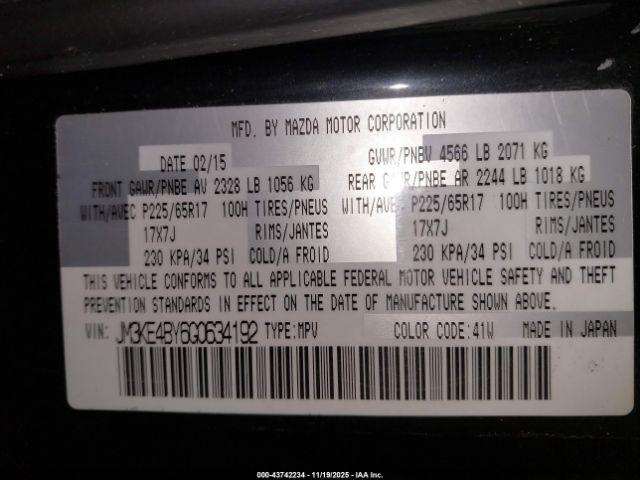 MFD. BY MAZDA MOTOR CORPORATION
DATE 02/15 GVWR/PNBV 4566 LB 2071 KG
FRONT GAWR/PNBE AV 2328 LB 1056 KG REAR GAWR/PNBE AR 2244 LB 1018 KG
WITH/AVEC P225/65R17 100H TIRES/PNEUS WITH/AVEC P225/65R17 100H TIRES/PNEUS
17X7J RIMS/JANTES 17X7J RIMS/JANTES
230 KPA/34 PSI COLD/A FROID 230 KPA/34 PSI COLD/A FROID
THIS VEHICLE CONFORMS TO ALL APPLICABLE FEDERAL MOTOR VEHICLE SAFETY AND THEFT
PREVENTION STANDARDS IN EFFECT ON THE DATE OF MANUFACTURE SHOWN ABOVE.
VIN: JM3KE4BY6G0634192 TYPE:MPV COLOR CODE:41W MADE IN JAPAN
000-43742234 - 11/19/2025 - IAA Inc.